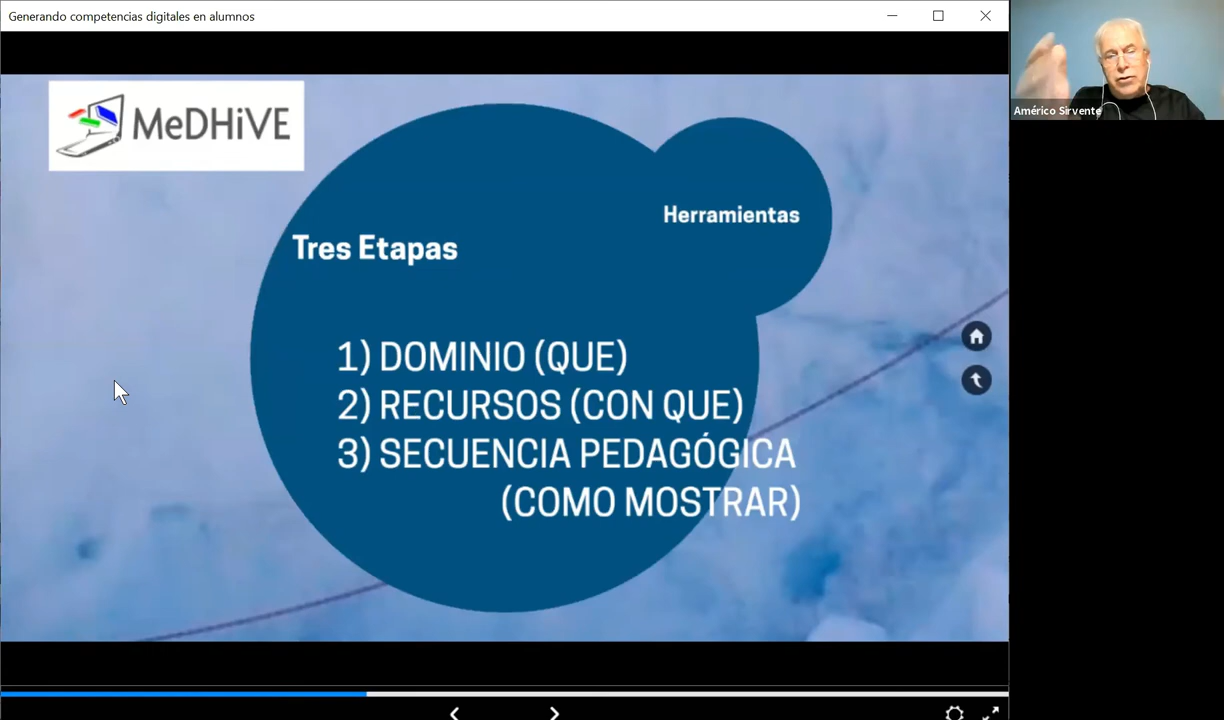 Generando competencias digitales en alumnos
Américo Sirvente
MeDHiVE
Herramientas
Tres Etapas
1) DOMINIO (QUE)
2) RECURSOS (CON QUE)
3) SECUENCIA PEDAGÓGICA
(COMO MOSTRAR)